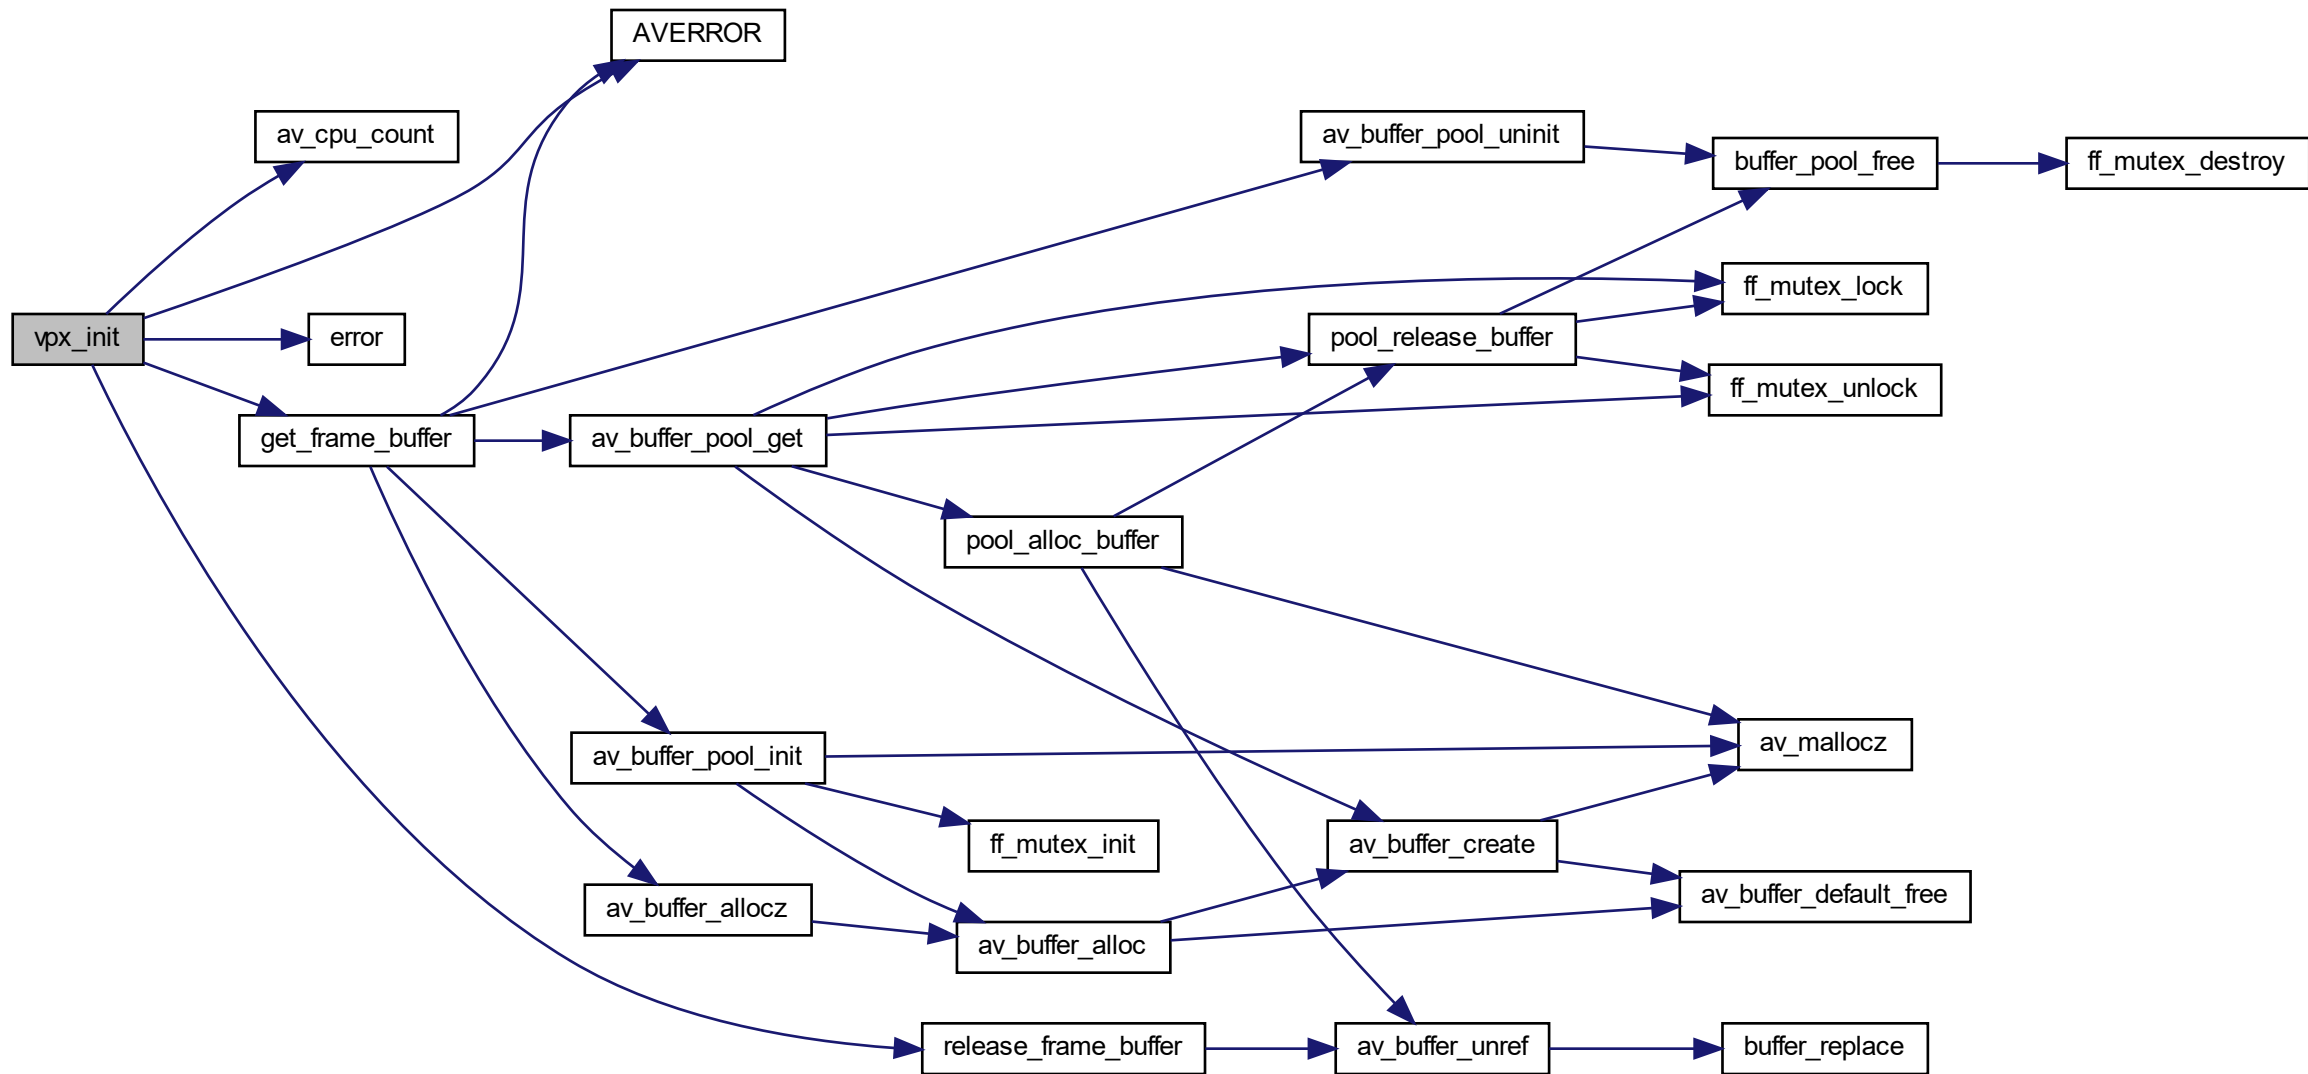 AVERROR
av_cpu_count
av_buffer_pool_uninit
buffer_pool_free
ff_mutex_destroy
ff_mutex_lock
vpx_init
error
pool_release_buffer
ff_mutex_unlock
get_frame_buffer
av_buffer_pool_get
pool_alloc_buffer
av_mallocz
av_buffer_pool_init
ff_mutex_init
av_buffer_create
av_buffer_default_free
av_buffer_allocz
av_buffer_alloc
release_frame_buffer
av_buffer_unref
buffer_replace